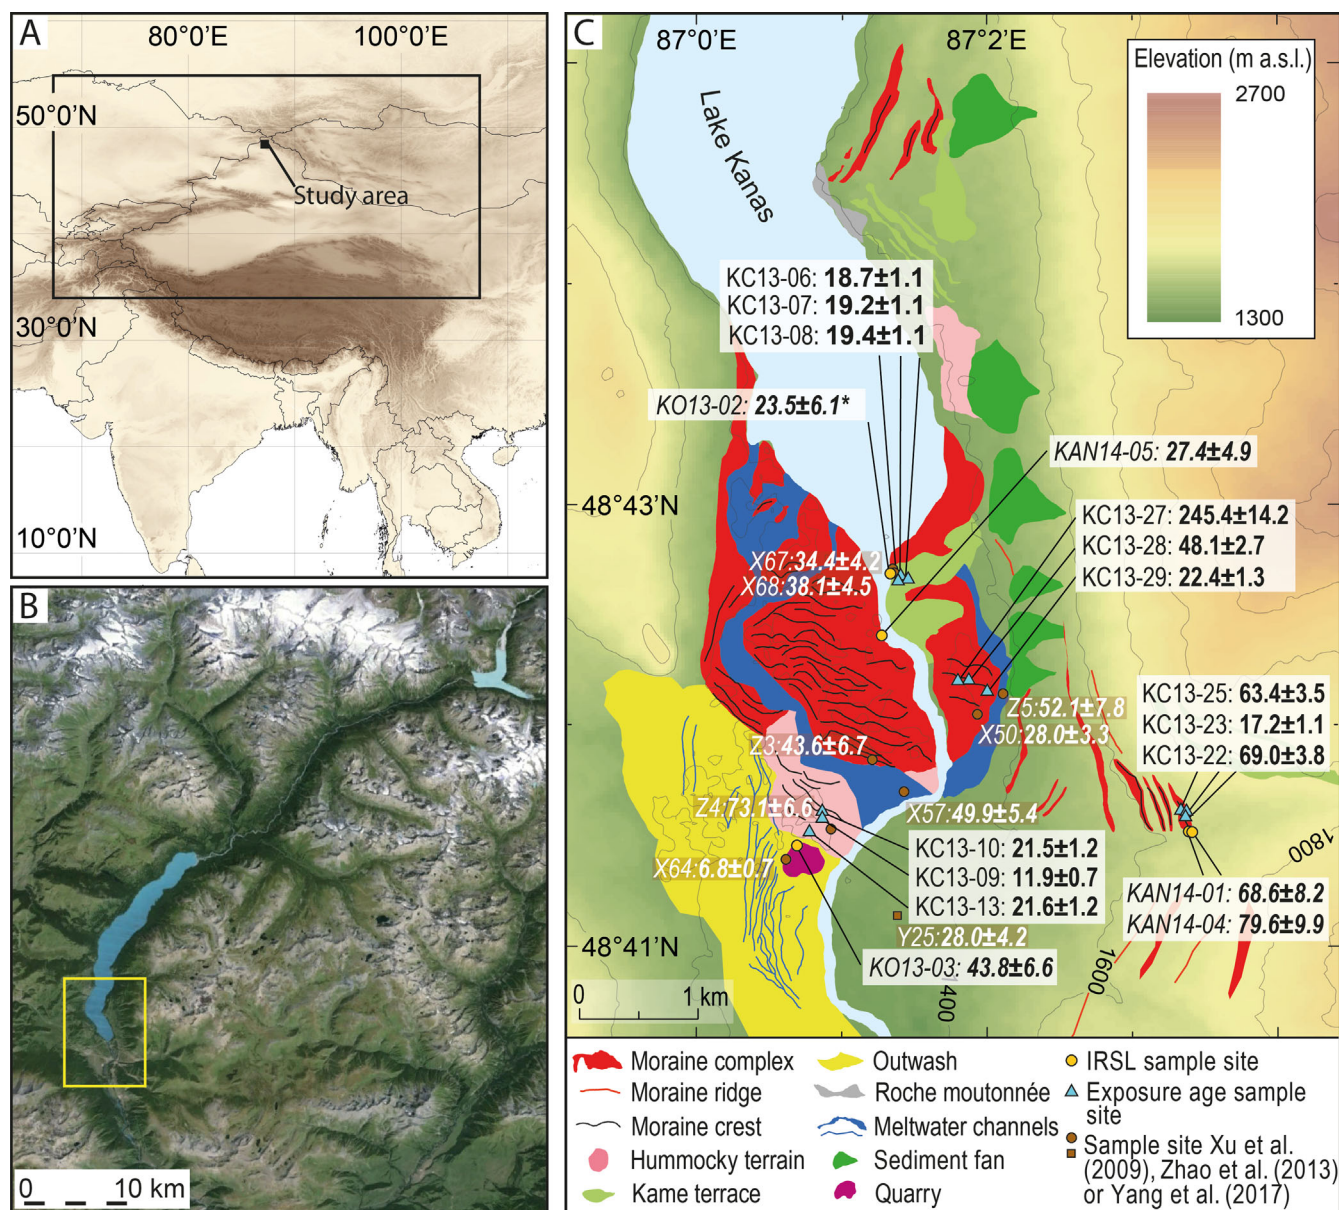 A
80°0'E
100°0'E
50°0'N
Study area
30°0'N
10°0'N
B
0
10 km
C
87°0'E
87°2'E
Elevation (m a.s.l.)
2700
1300
Lake Kanas
KC13-06: 18.7±1.1
KC13-07: 19.2±1.1
KC13-08: 19.4±1.1
KO13-02: 23.5±6.1*
KAN14-05: 27.4±4.9
48°43'N
KC13-27: 245.4±14.2
KC13-28: 48.1±2.7
KC13-29: 22.4±1.3
X67:34.4±4.2
X68:38.1±4.5
KC13-25: 63.4±3.5
KC13-23: 17.2±1.1
KC13-22: 69.0±3.8
Z5:52.1±7.8
X50:28.0±3.3
Z3:43.6±6.7
Z4:73.1±6.6
X57:49.9±5.4
X64:6.8±0.7
KC13-10: 21.5±1.2
KC13-09: 11.9±0.7
KC13-13: 21.6±1.2
1800
KAN14-01: 68.6±8.2
KAN14-04: 79.6±9.9
Y25:28.0±4.2
48°41'N
KO13-03: 43.8±6.6
1600
400
0
1 km
Moraine complex
Moraine ridge
Moraine crest
Hummocky terrain
Kame terrace
Outwash
Roche moutonnée
Meltwater channels
Sediment fan
Quarry
IRSL sample site
Exposure age sample
site
Sample site Xu et al.
(2009), Zhao et al. (2013)
or Yang et al. (2017)